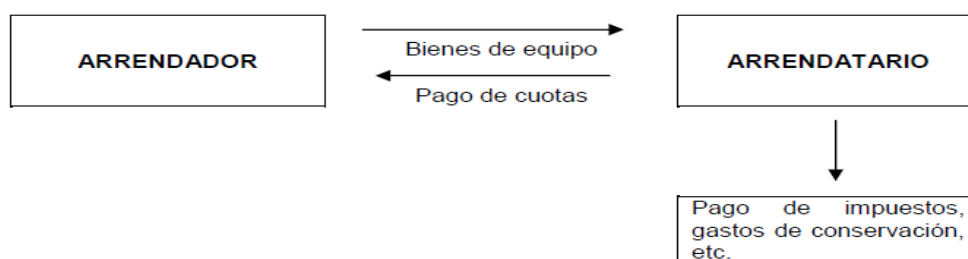 ARRENDADOR
Bienes de equipo
Pago de cuotas
ARRENDATARIO
Pago de impuestos,
gastos de conservación,
etc.